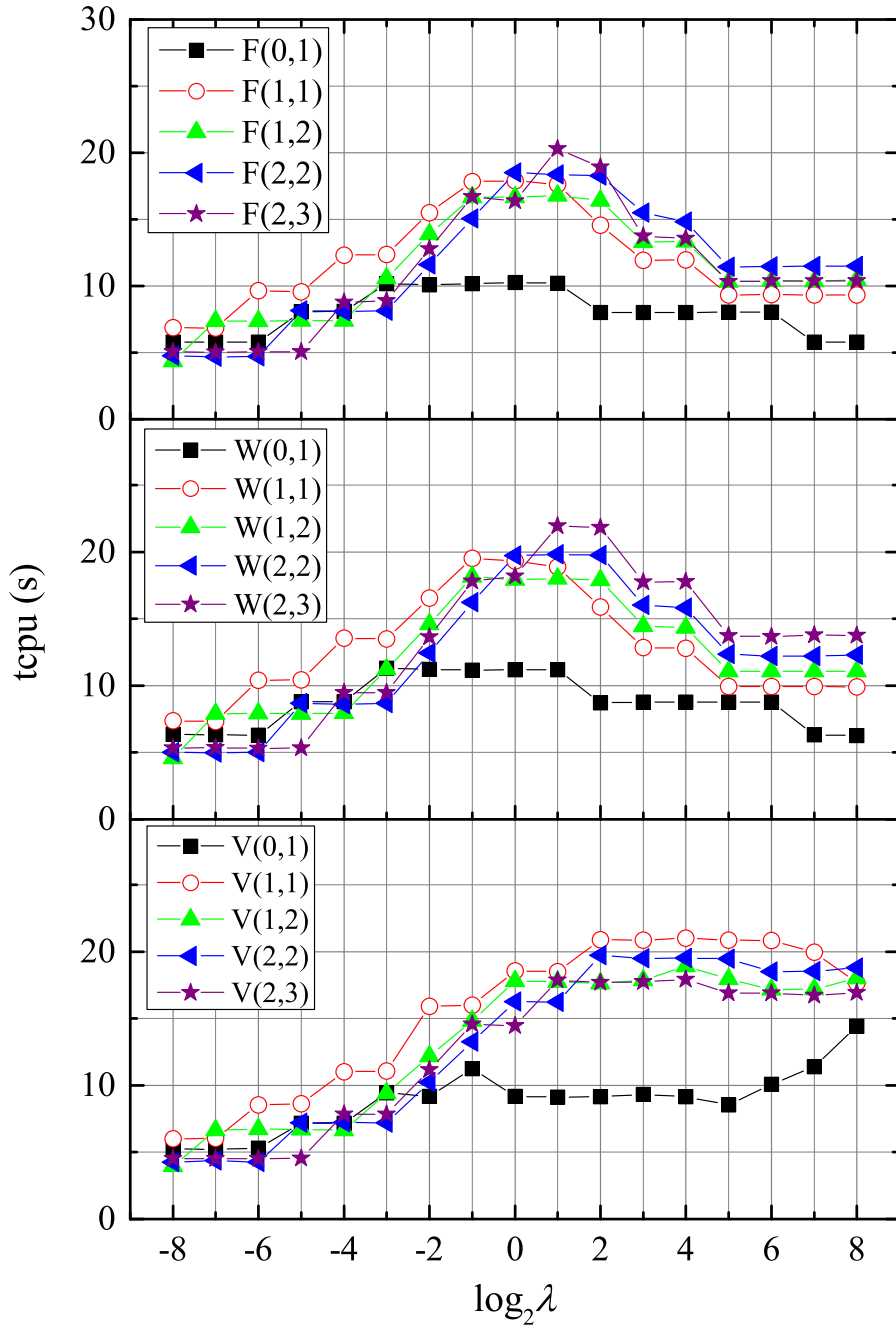 30
F(0,1)
F(1,1)
F(1,2)
F(2,2)
F(2,3)
20
10
0
W(0,1)
W(1,1)
W(1,2)
W(2,2)
W(2,3)
20
10
0
tcpu (s)
V(0,1)
V(1,1)
V(1,2)
V(2,2)
V(2,3)
20
10
0
-8 -6 -4 -2 0 2 4 6 8
log₂λ